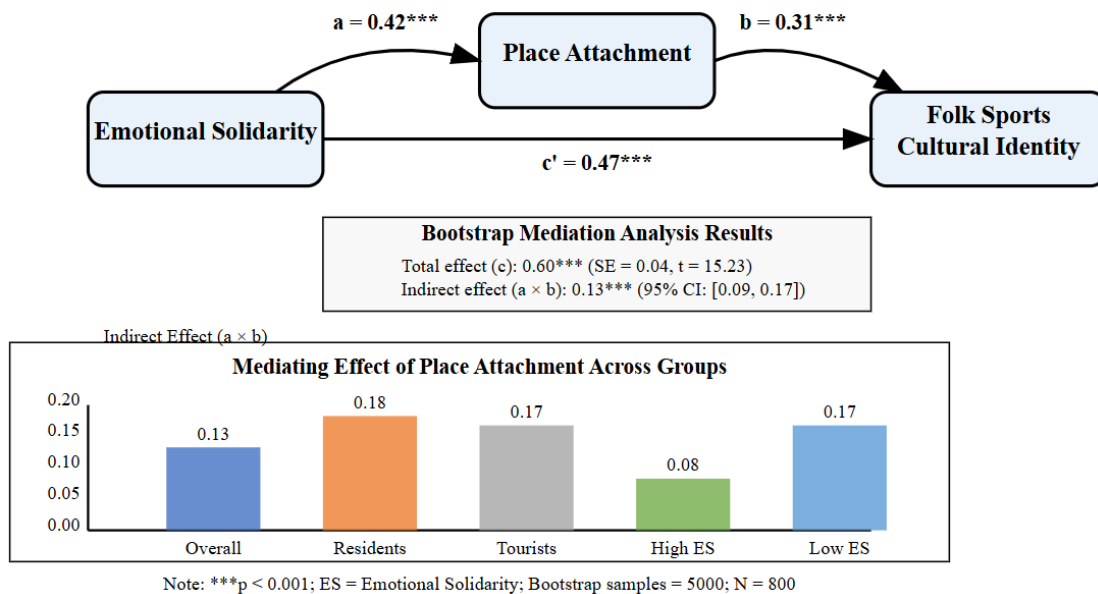 a = 0.42***
b = 0.31***
Place Attachment
Emotional Solidarity
Folk Sports
Cultural Identity
c' = 0.47***
Bootstrap Mediation Analysis Results
Total effect (c): 0.60*** (SE = 0.04, t = 15.23)
Indirect effect (a × b): 0.13*** (95% CI: [0.09, 0.17])
Indirect Effect (a × b)
Mediating Effect of Place Attachment Across Groups
0.20
0.15
0.10
0.05
0.00
0.13
0.18
0.17
0.08
0.17
Overall
Residents
Tourists
High ES
Low ES
Note: ***p < 0.001; ES = Emotional Solidarity; Bootstrap samples = 5000; N = 800